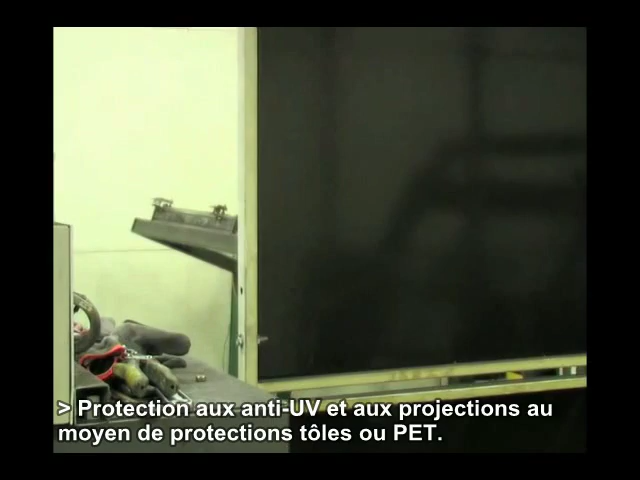 > Protection aux anti-UV et aux projections au
moyen de protections tôles ou PET.